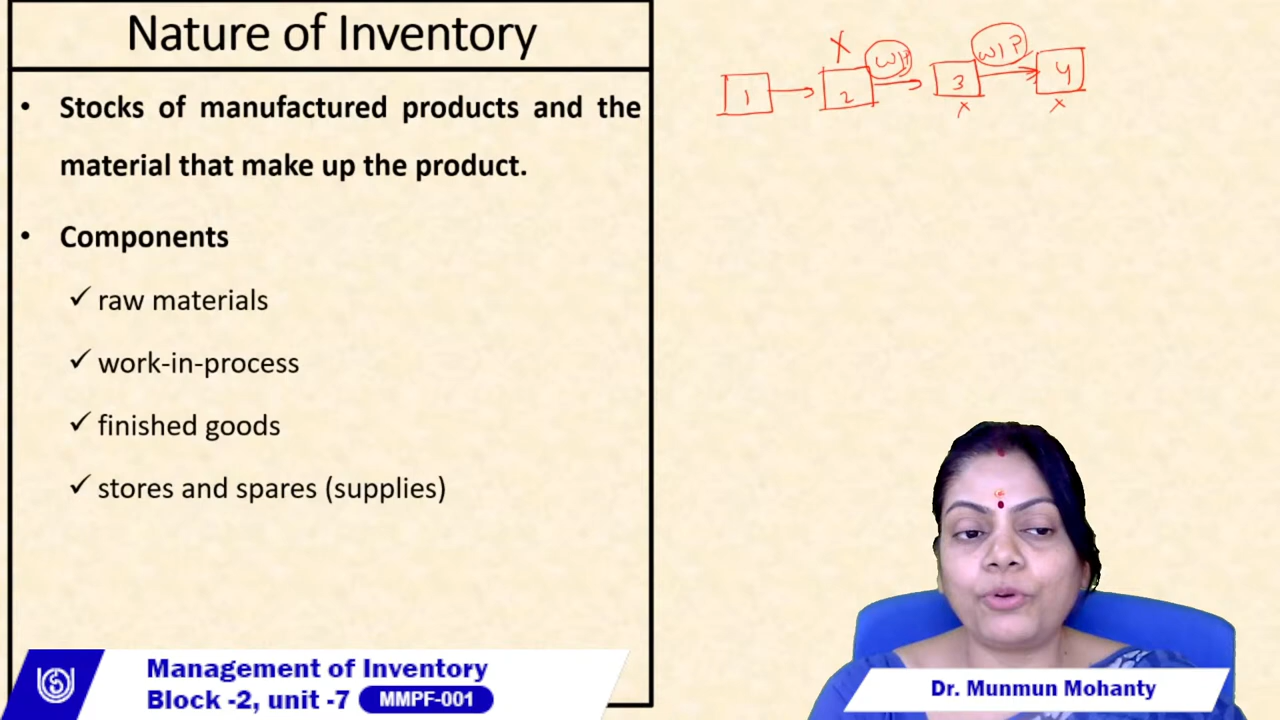 Nature of Inventory
• Stocks of manufactured products and the
material that make up the product.
• Components
✓ raw materials
✓ work-in-process
✓ finished goods
✓ stores and spares (supplies)
X
1 2 WIP 3 WIP 4
x x
Management of Inventory
Block -2, unit -7 MMPF-001
Dr. Munmun Mohanty